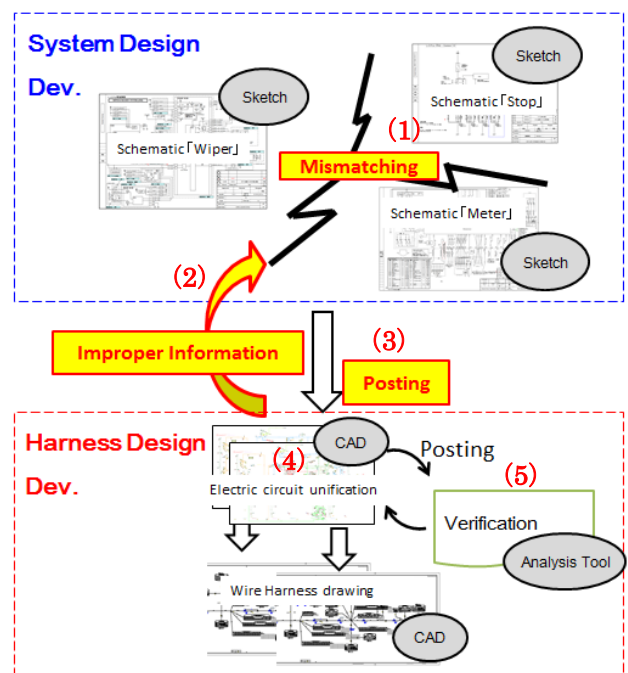 System Design
Dev.
Sketch
Schematic「Wiper」
Sketch
Schematic「Stop」
(1)
Mismatching
Schematic「Meter」
Sketch
(2)
Improper Information
(3)
Posting
Harness Design
Dev.
CAD
(4)
Electric circuit unification
Posting
(5)
Verification
Analysis Tool
Wire Harness drawing
CAD